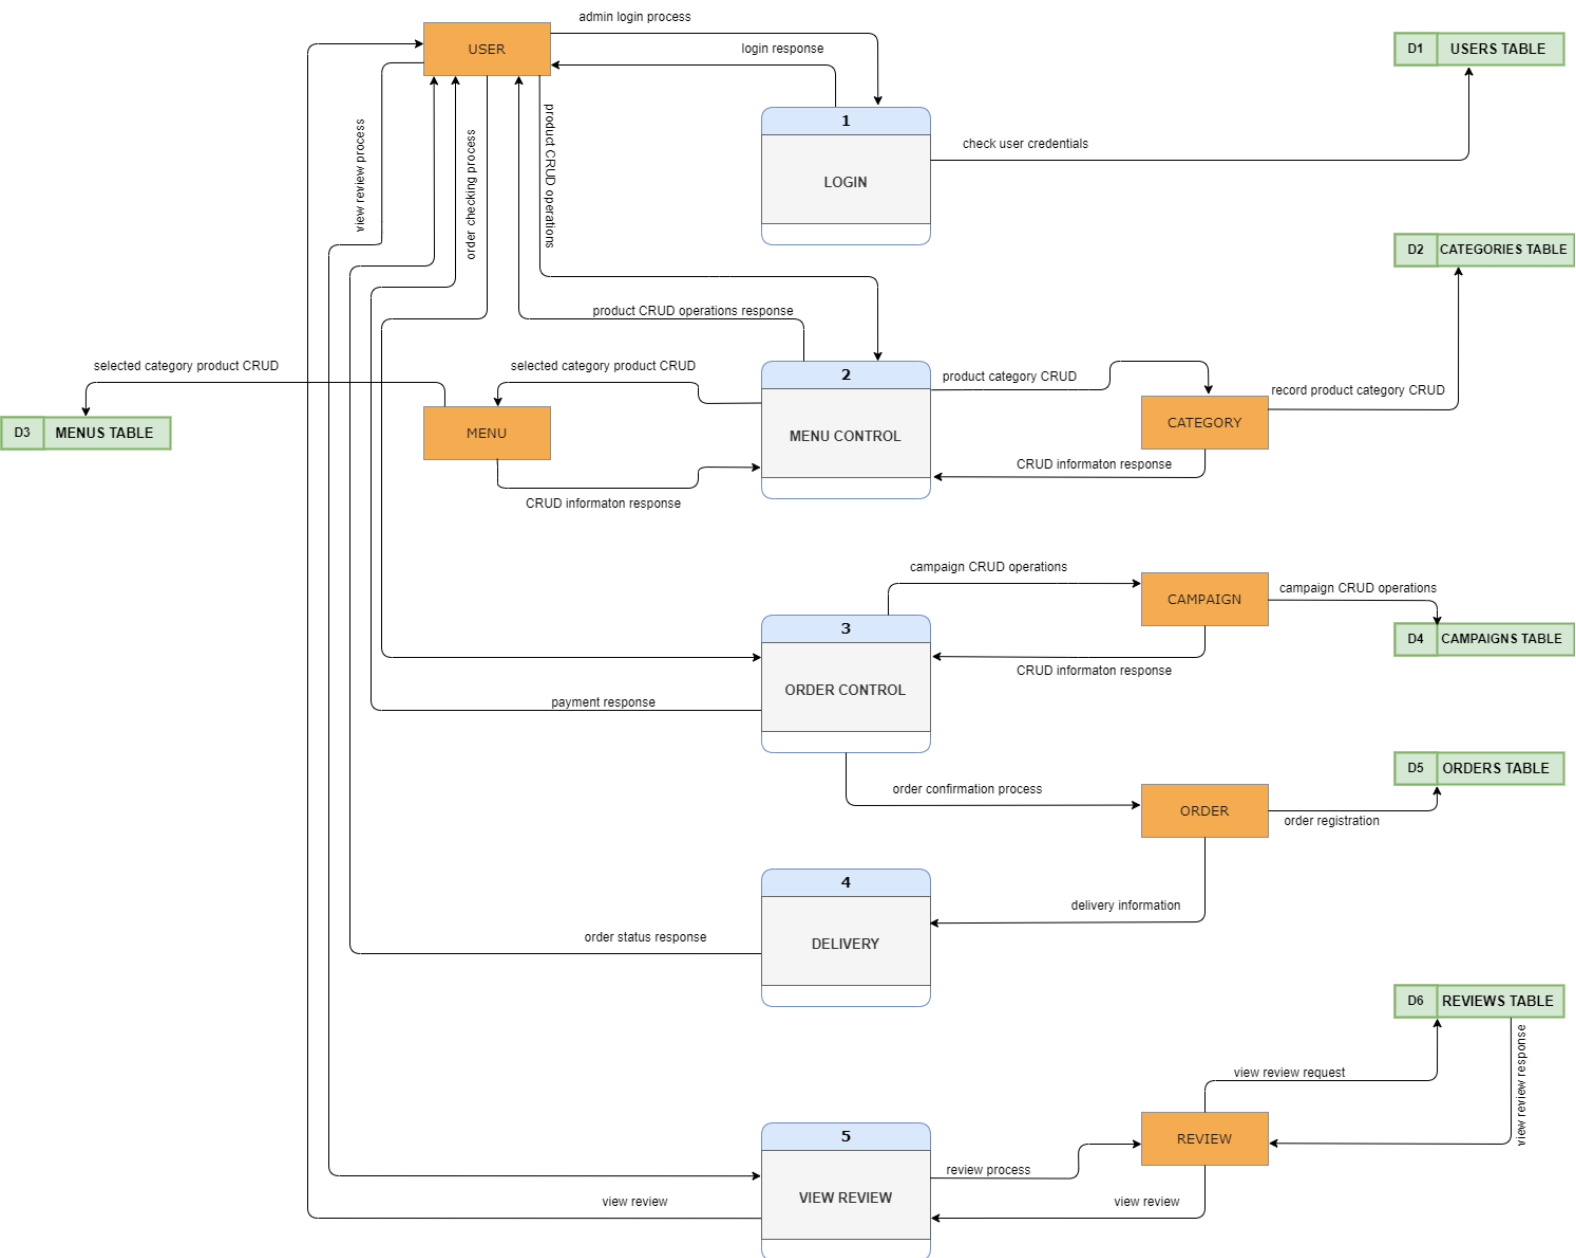 admin login process
USER
login response
D1 USERS TABLE
1
LOGIN
check user credentials
view review process
order checking process
product CRUD operations
D2 CATEGORIES TABLE
product CRUD operations response
selected category product CRUD
selected category product CRUD
2
MENU CONTROL
product category CRUD
record product category CRUD
D3 MENUS TABLE
MENU
CATEGORY
CRUD informaton response
CRUD informaton response
campaign CRUD operations
CAMPAIGN
campaign CRUD operations
3
ORDER CONTROL
D4 CAMPAIGNS TABLE
CRUD informaton response
payment response
D5 ORDERS TABLE
order confirmation process
ORDER
order registration
4
DELIVERY
delivery information
order status response
D6 REVIEWS TABLE
view review response
view review request
5
VIEW REVIEW
REVIEW
review process
view review
view review